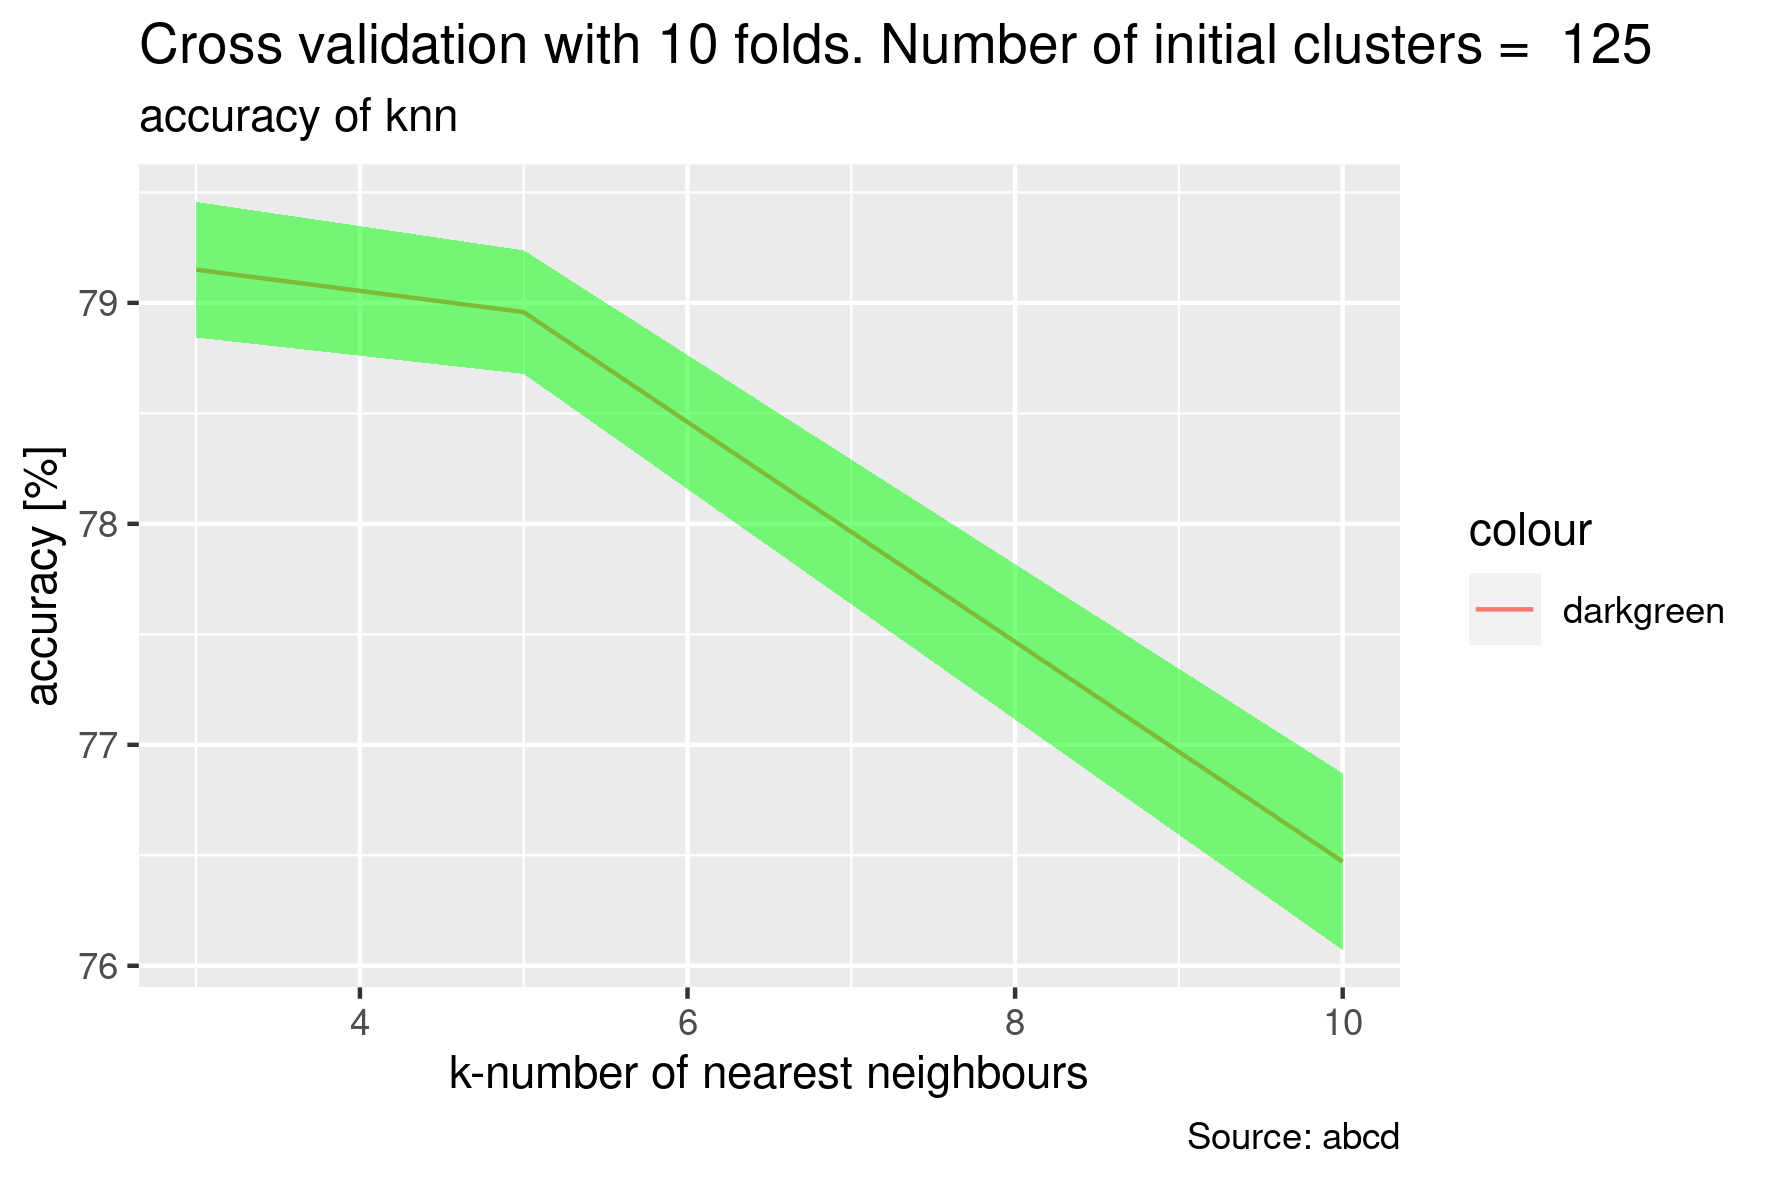 Cross validation with 10 folds. Number of initial clusters =  125
accuracy of knn
accuracy [%]
79
78
77
76
4
6
8
10
k-number of nearest neighbours
colour
darkgreen
Source: abcd